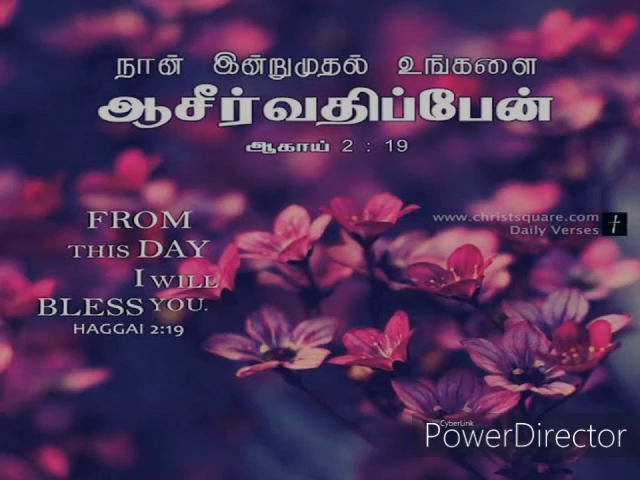 நான் இன்றுமுதல் உங்களை
ஆசீர்வதிப்பேன்
ஆகாய் 2 : 19
FROM
THIS DAY
I WILL
BLESS YOU.
HAGGAI 2:19
www.christsquare.com
Daily Verses
CyberLink
PowerDirector